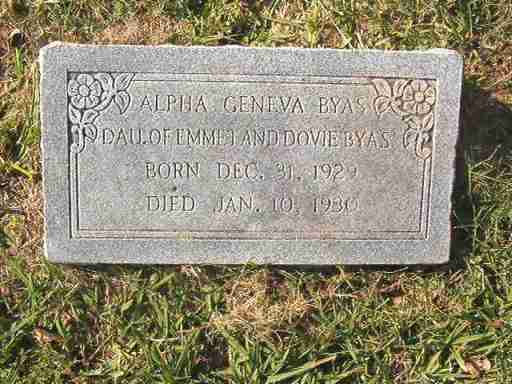 ALPHA GENEVA BYAS
DAU. OF EMMET AND DOVIE BYAS
BORN DEC. 31, 1929
DIED JAN. 10, 1930